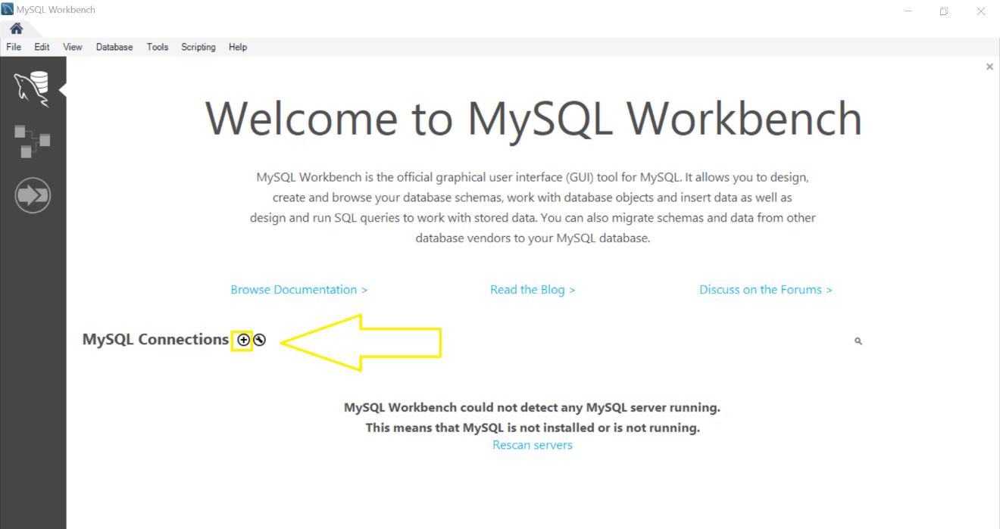 MySQL Workbench
File Edit View Database Tools Scripting Help
Welcome to MySQL Workbench
MySQL Workbench is the official graphical user interface (GUI) tool for MySQL. It allows you to design,
create and browse your database schemas, work with database objects and insert data as well as
design and run SQL queries to work with stored data. You can also migrate schemas and data from other
database vendors to your MySQL database.
Browse Documentation > Read the Blog > Discuss on the Forums >
MySQL Connections
MySQL Workbench could not detect any MySQL server running.
This means that MySQL is not installed or is not running.
Rescan servers